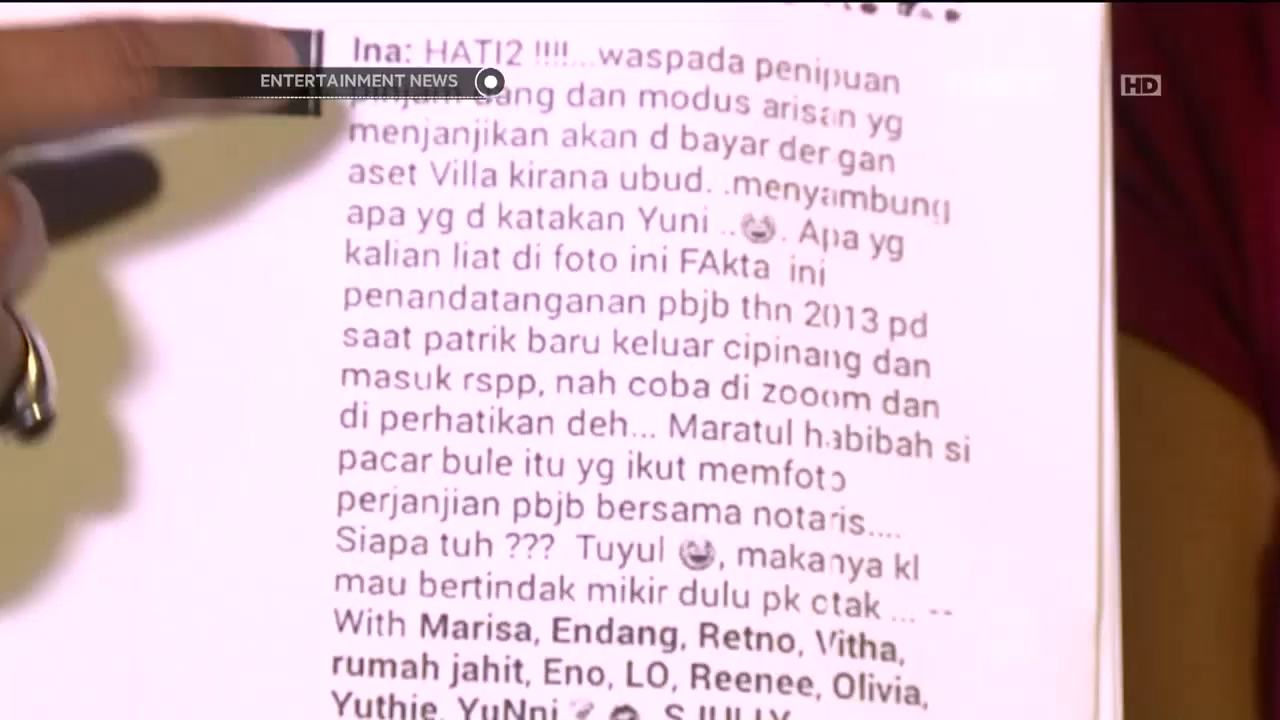 ENTERTAINMENT NEWS
HD
Ina: HATI2 !!!!...waspada penipuan
dan modus arisan yg
menjanjikan akan d bayar dengan
aset Villa kirana ubud. .menyambung
apa yg d katakan Yuni ..😆. Apa yg
kalian liat di foto ini FAkta ini
penandatanganan pbjb thn 2013 pd
saat patrik baru keluar cipinang dan
masuk rspp, nah coba di zooom dan
di perhatikan deh... Maratul habibah si
pacar bule itu yg ikut memfoto
perjanjian pbjb bersama notaris....
Siapa tuh ??? Tuyul 😆, makanya kl
mau bertindak mikir dulu pk otak ... --
With Marisa, Endang, Retno, Vitha,
rumah jahit, Eno, LO, Reenee, Olivia,
Yuthie, YuNni